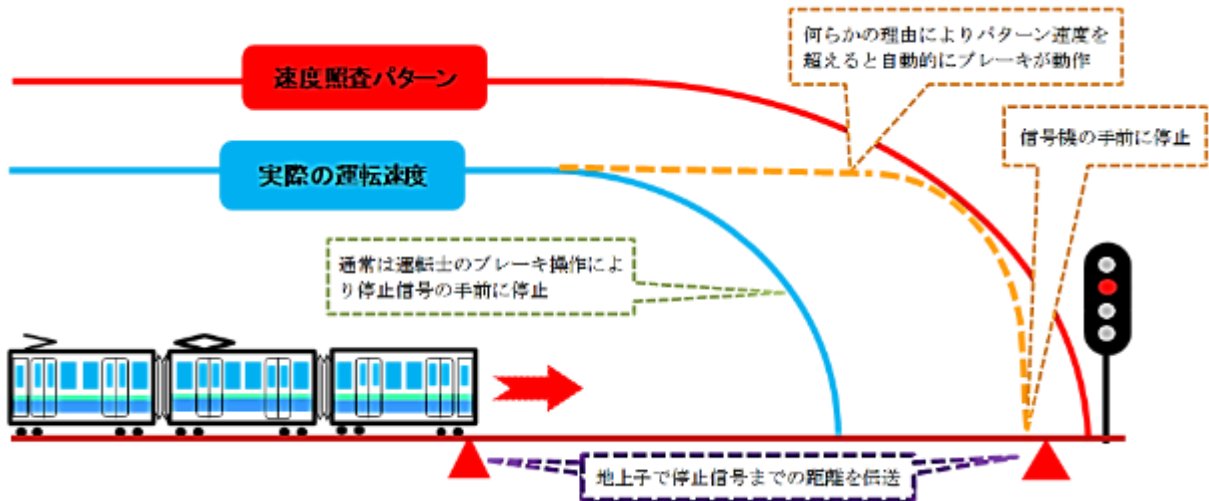 速度照査パターン
何らかの理由によりパターン速度を
超えると自動的にブレーキが動作
信号機の手前に停止
実際の運転速度
通常は運転士のブレーキ操作によ
り停止信号の手前に停止
地上子で停止信号までの距離を伝送